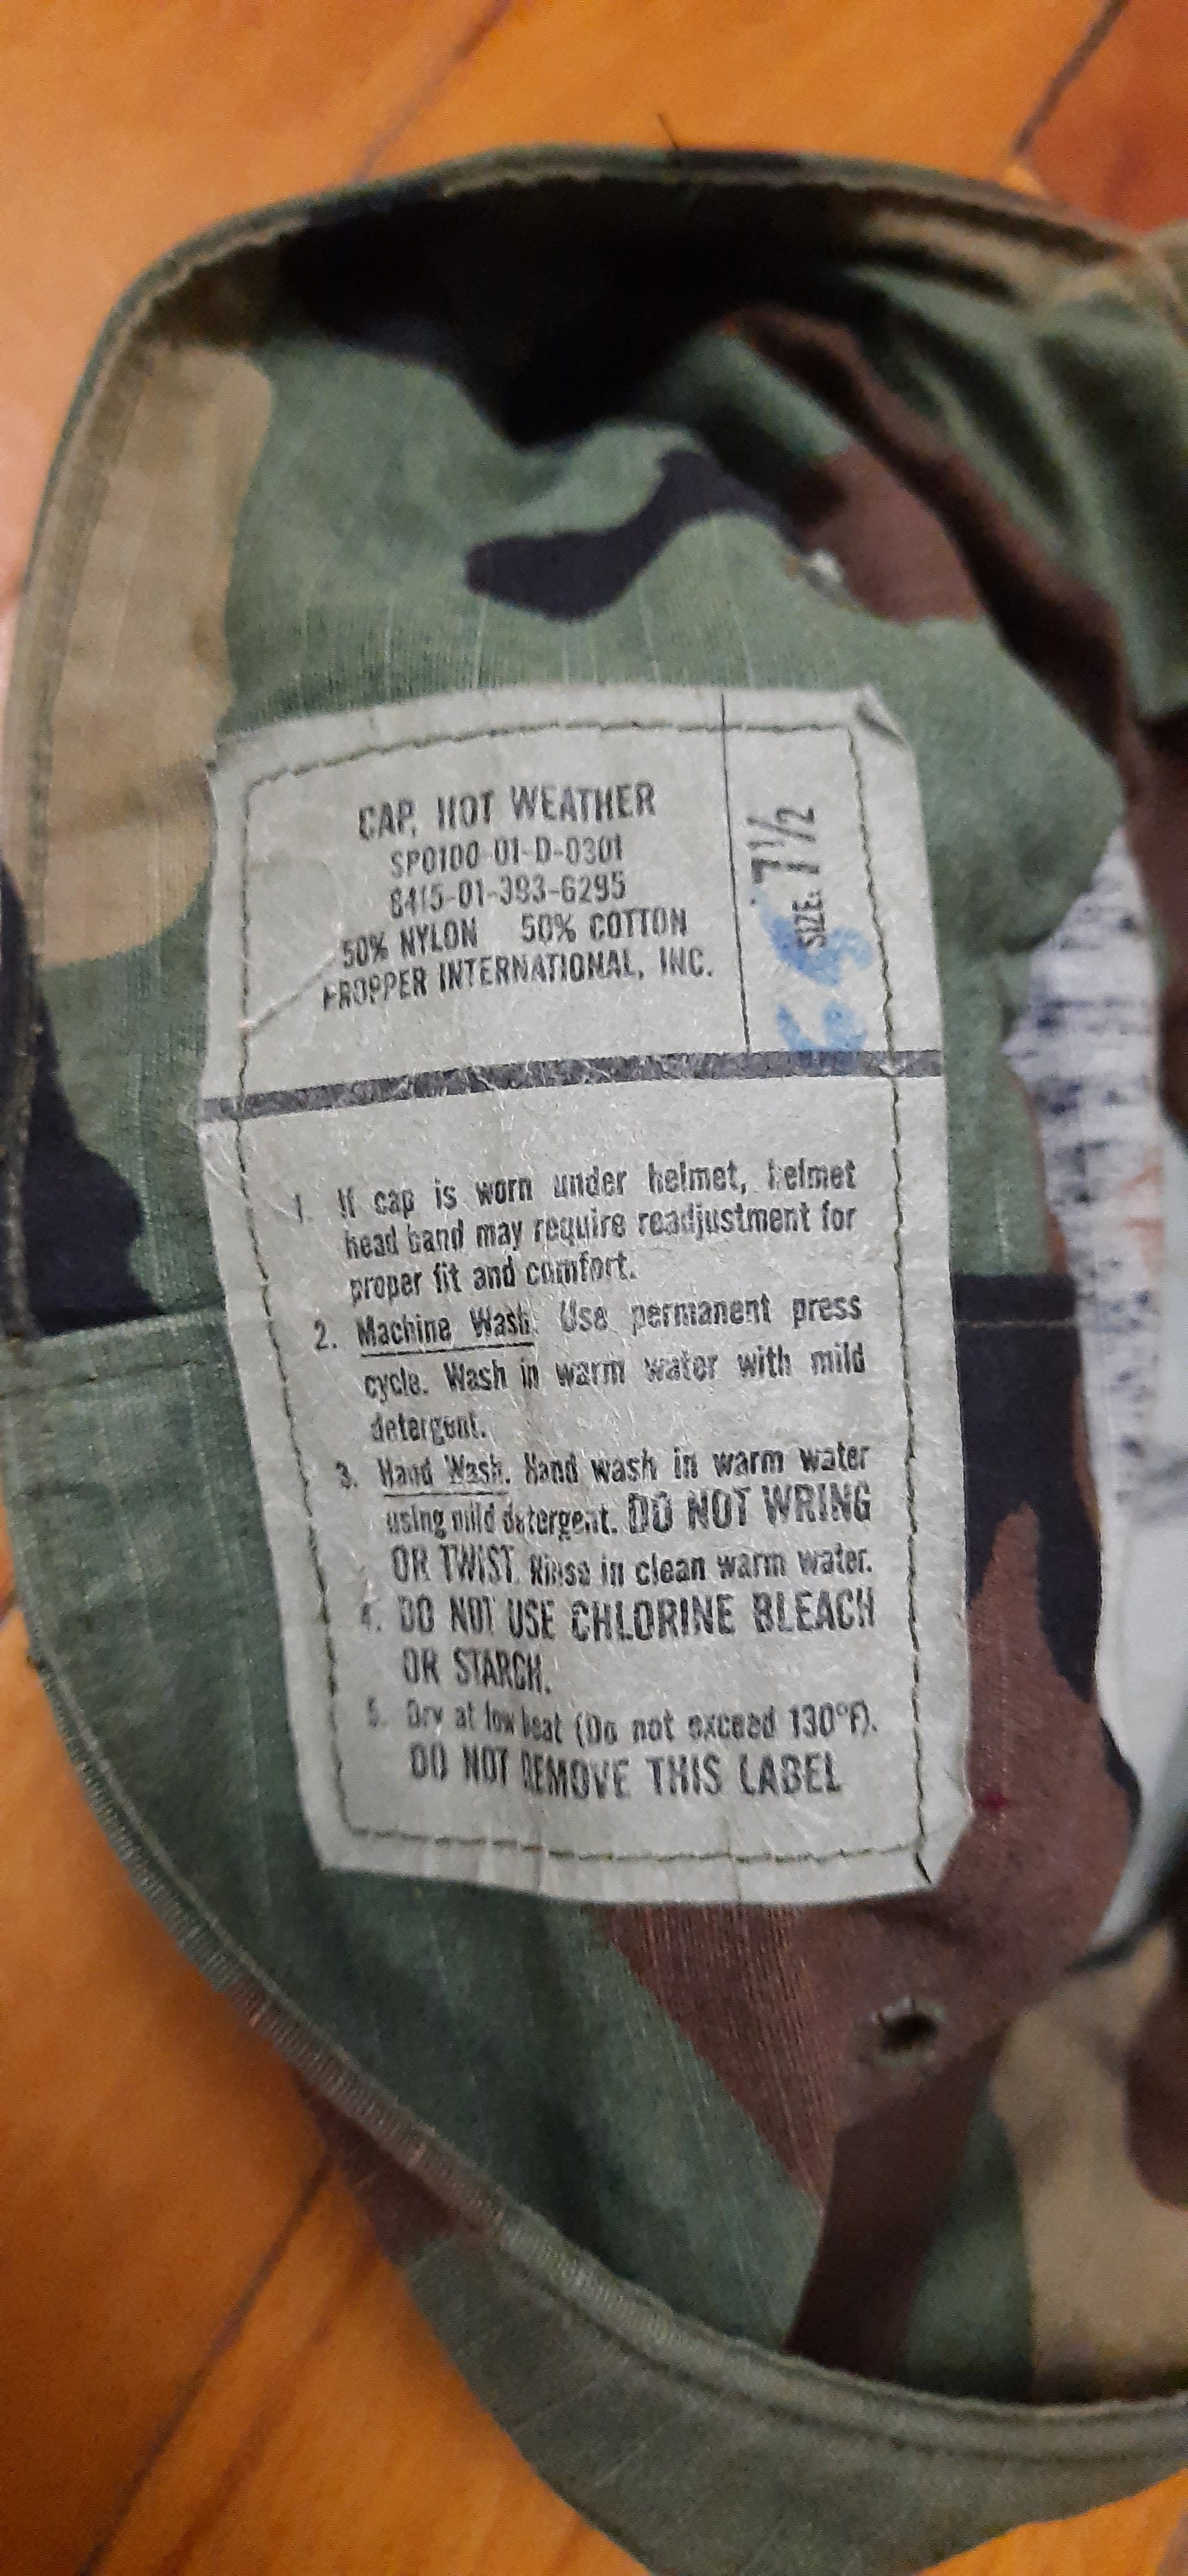 CAP, HOT WEATHER
SPO100-01-D-0301
8415-01-393-6295
50% NYLON 50% COTTON
PROPPER INTERNATIONAL, INC.
SIZE: 7 1/2
1. If cap is worn under helmet, helmet
head band may require readjustment for
proper fit and comfort.
2. Machine Wash. Use permanent press
cycle. Wash in warm water with mild
detergent.
3. Hand Wash. Hand wash in warm water
using mild detergent. DO NOT WRING
OR TWIST. Rinse in clean warm water.
4. DO NOT USE CHLORINE BLEACH
OR STARCH.
5. Dry at low heat (Do not exceed 130°F).
DO NOT REMOVE THIS LABEL